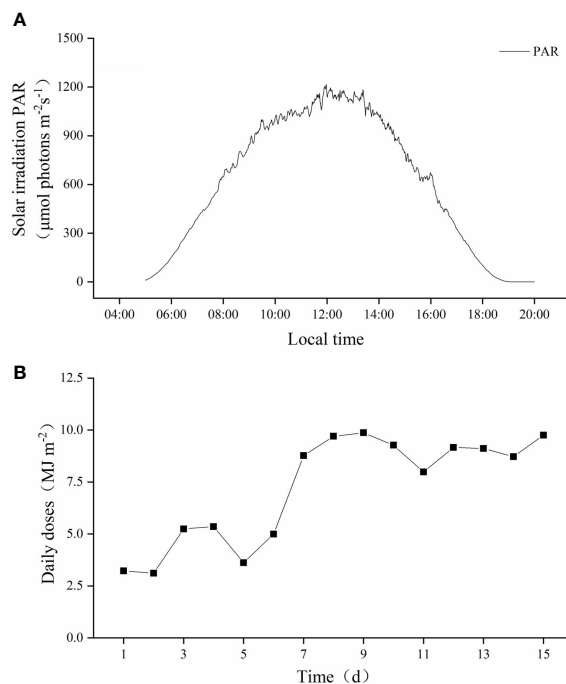 A
1500
1200
900
600
300
0
Solar irradiation PAR
(μmol photons m⁻²s⁻¹)
PAR
04:00 06:00 08:00 10:00 12:00 14:00 16:00 18:00 20:00
Local time
B
12.5
10.0
7.5
5.0
2.5
0.0
Daily doses（MJ m⁻²）
1 3 5 7 9 11 13 15
Time（d）